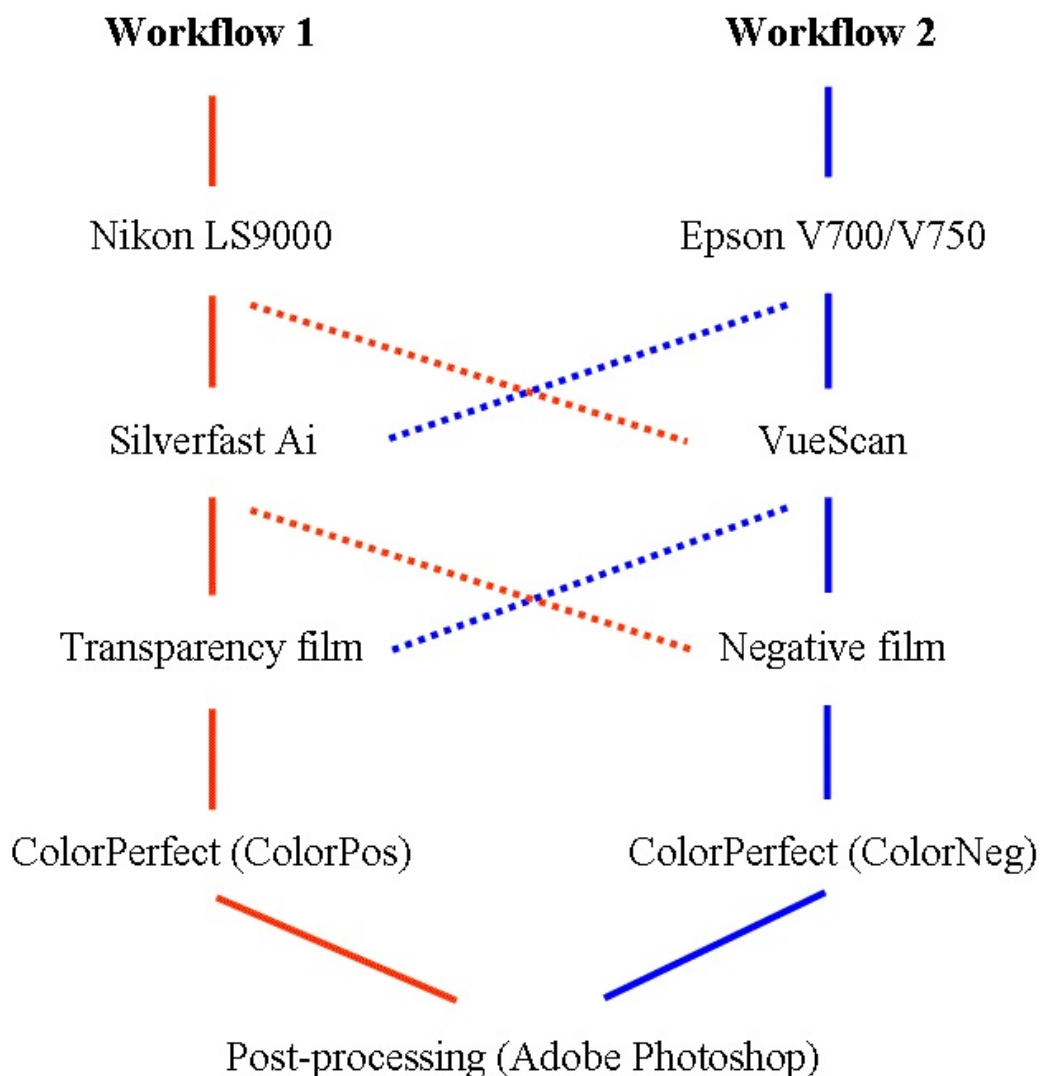 Workflow 1
Workflow 2
Nikon LS9000
Epson V700/V750
Silverfast Ai
VueScan
Transparency film
Negative film
ColorPerfect (ColorPos)
ColorPerfect (ColorNeg)
Post-processing (Adobe Photoshop)